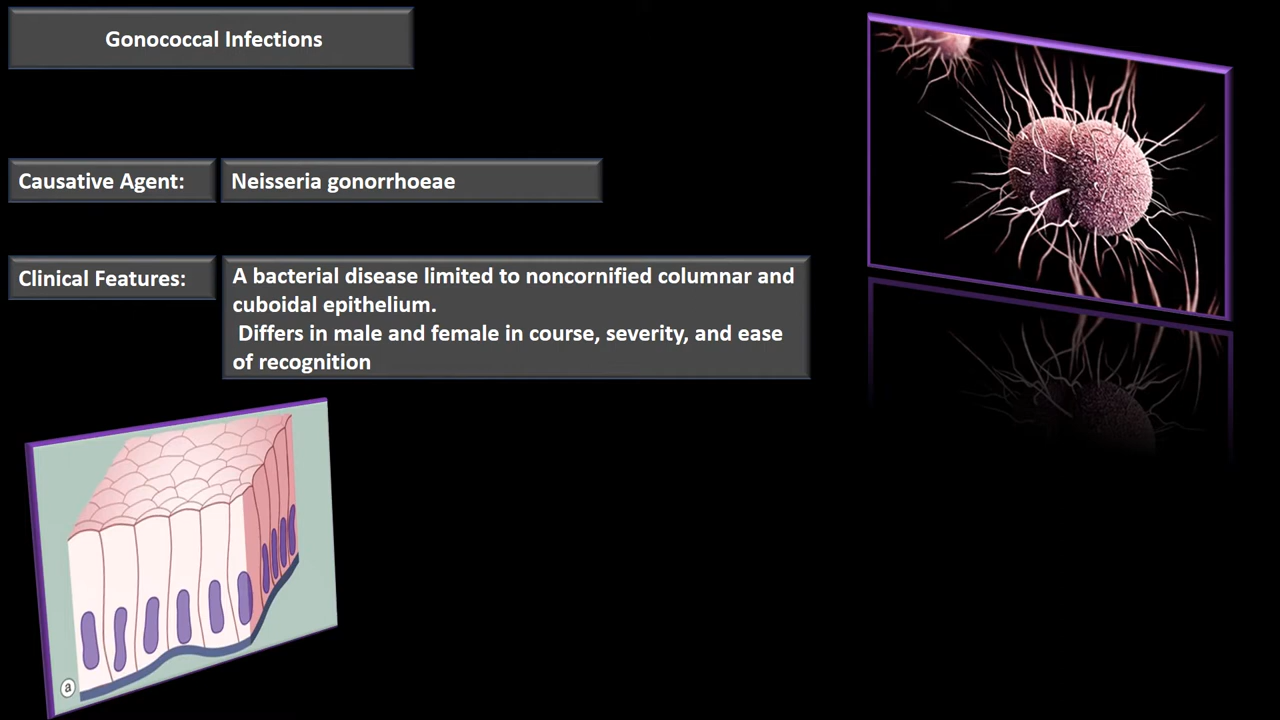 Gonococcal Infections
Causative Agent:
Neisseria gonorrhoeae
Clinical Features:
A bacterial disease limited to noncornified columnar and
cuboidal epithelium.
Differs in male and female in course, severity, and ease
of recognition
a